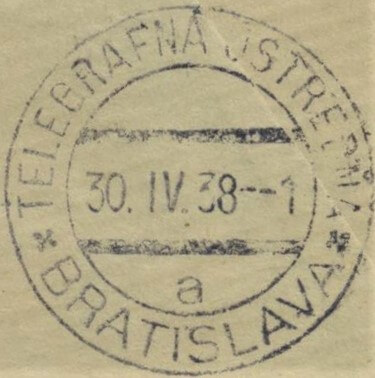 TELEGRAFNÁ ÚSTREDŇA
30. IV. 38--1
a
* BRATISLAVA *